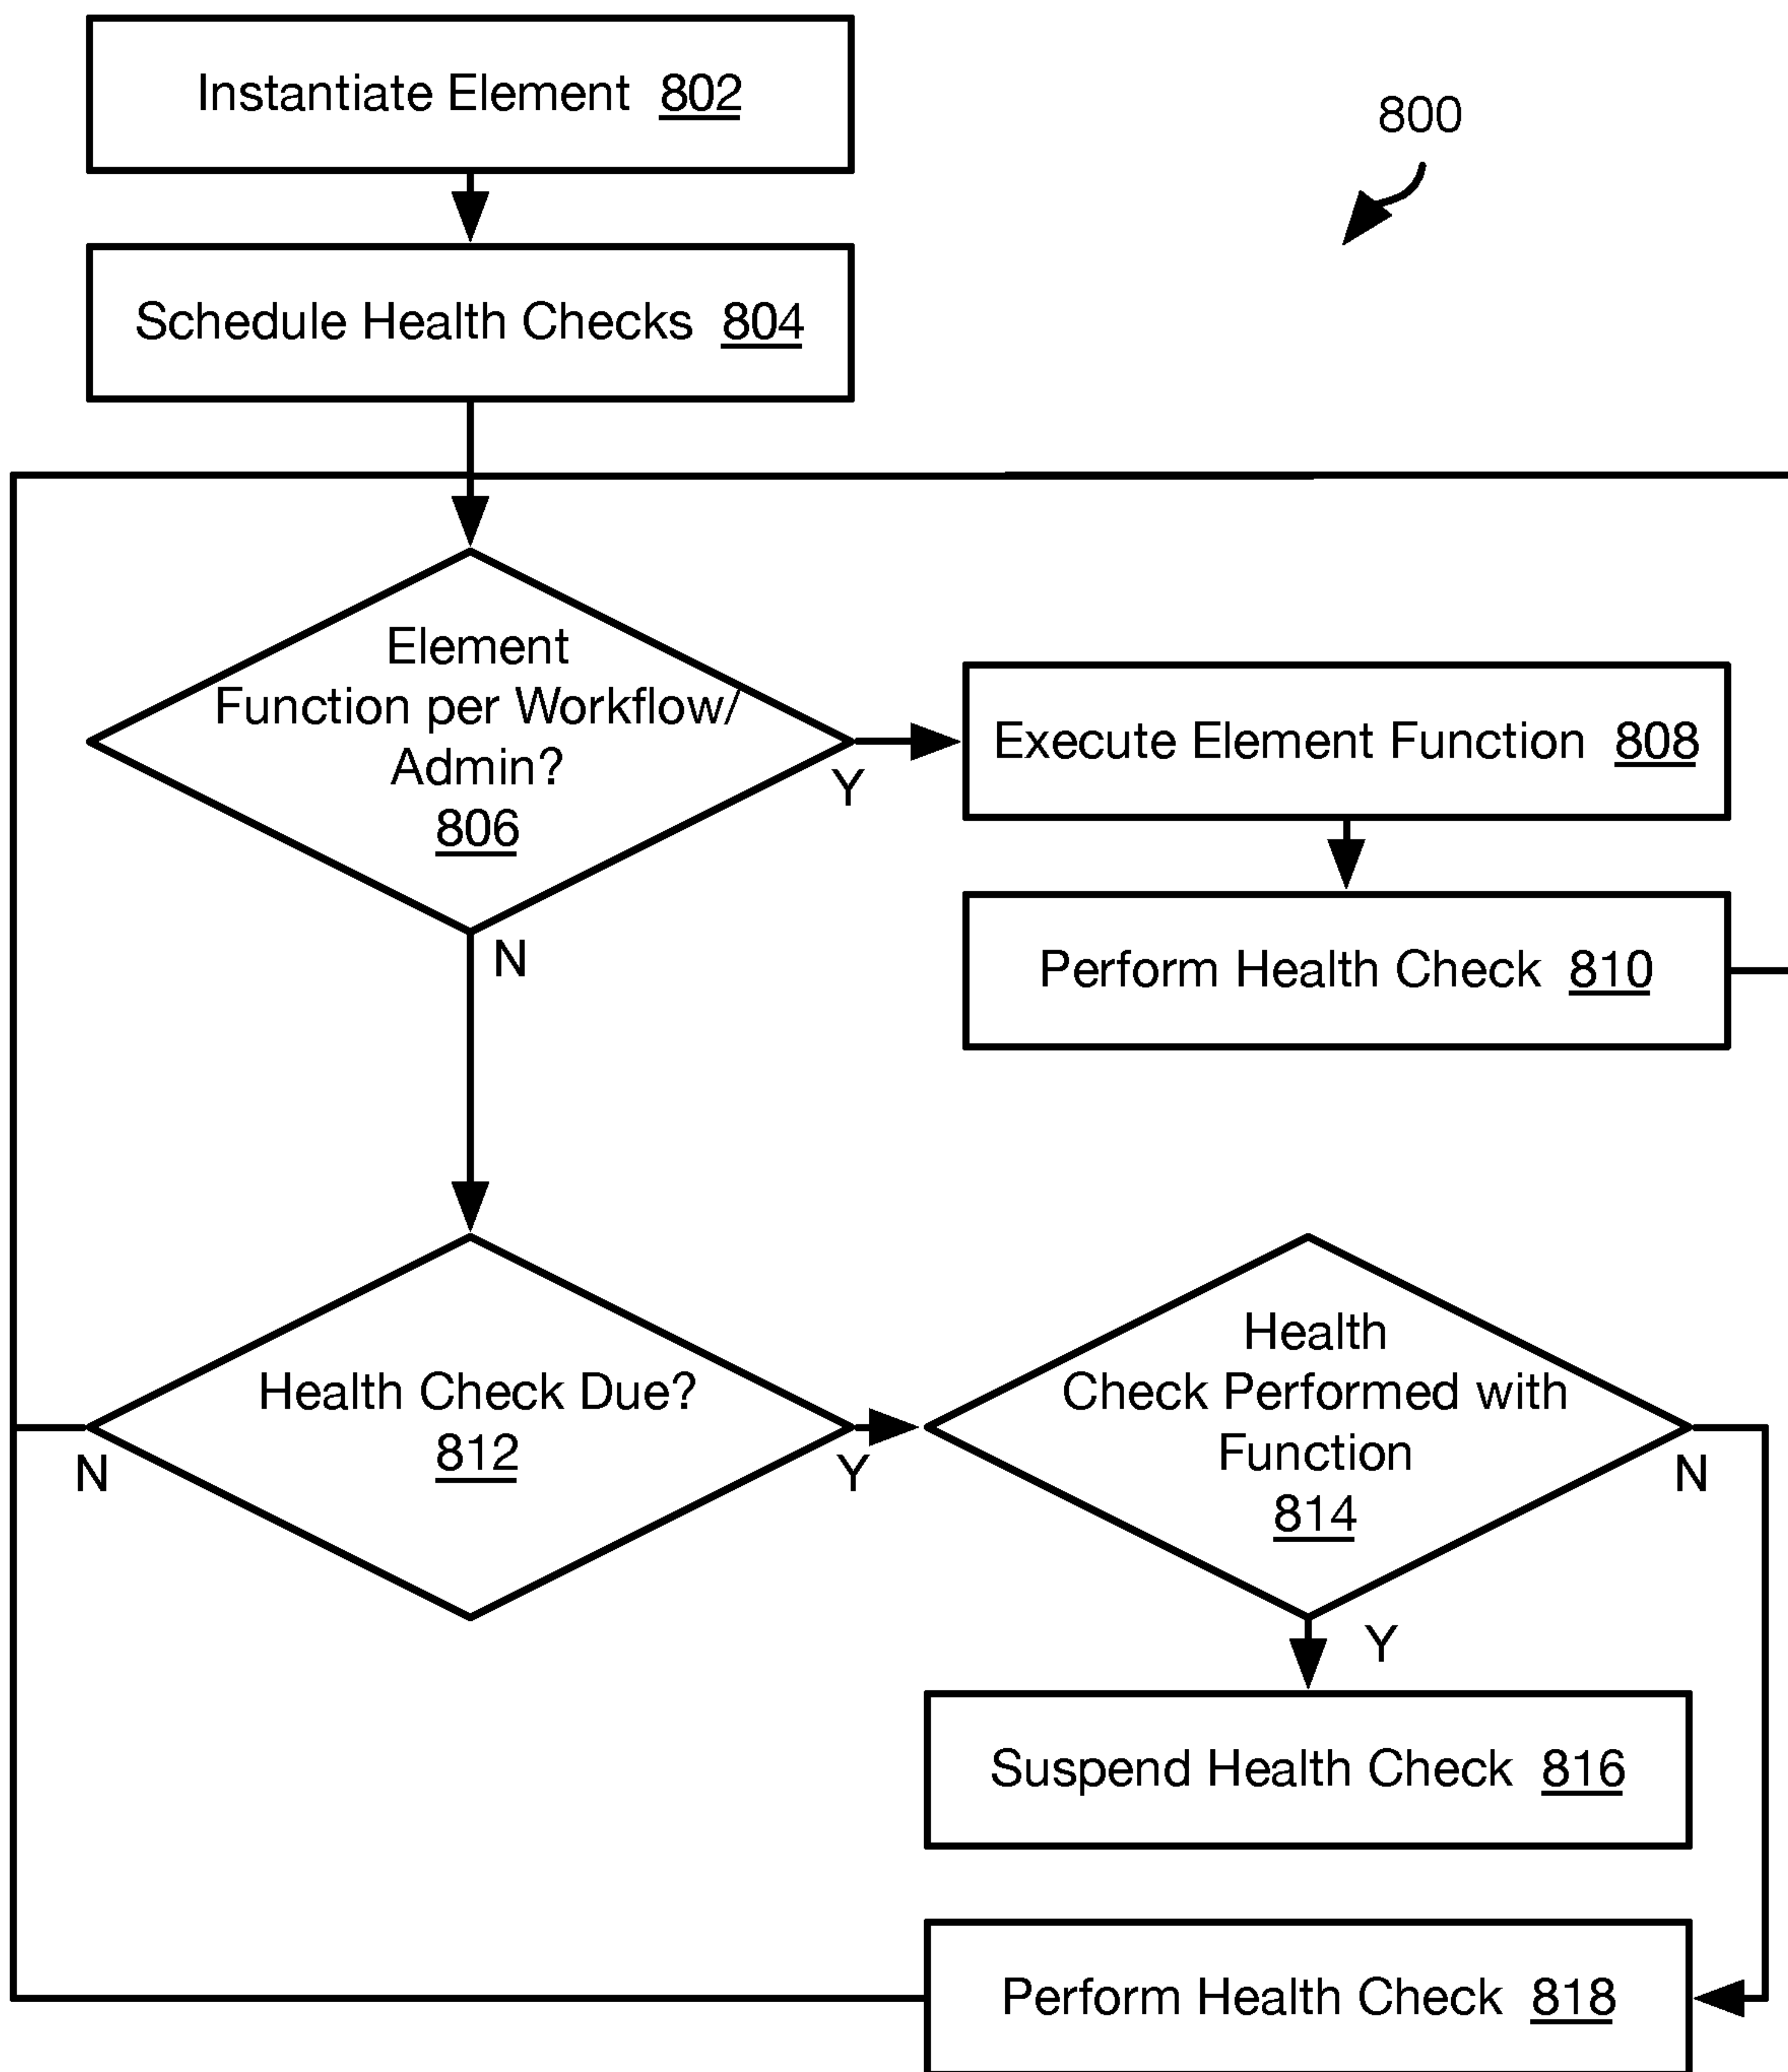 Instantiate Element 802
800
Schedule Health Checks 804
Element
Function per Workflow/
Admin?
806
Y
Execute Element Function 808
N
Perform Health Check 810
Health Check Due?
812
N
Y
Health
Check Performed with
Function
814
N
Y
Suspend Health Check 816
Perform Health Check 818